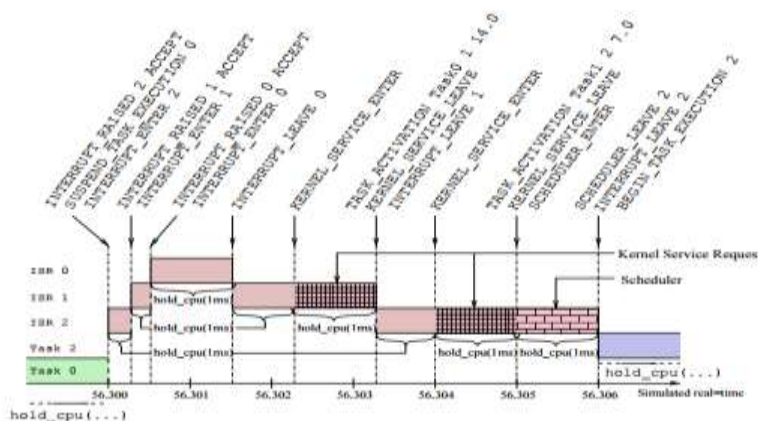 INTERRUPT_RAISED 2 ACCEPT
SUSPEND_TASK_EXECUTION 0
INTERRUPT_ENTER 2
INTERRUPT_RAISED 1 ACCEPT
INTERRUPT_ENTER 1
INTERRUPT_RAISED 0 ACCEPT
INTERRUPT_ENTER 0
INTERRUPT_LEAVE 0
KERNEL_SERVICE_ENTER
TASK_ACTIVATION Task0 1 14.0
KERNEL_SERVICE_LEAVE
INTERRUPT_LEAVE 1
KERNEL_SERVICE_ENTER
TASK_ACTIVATION Task1 2 7.0
KERNEL_SERVICE_LEAVE
SCHEDULER_ENTER
SCHEDULER_LEAVE 2
INTERRUPT_LEAVE 2
BEGIN_TASK_EXECUTION 2
Kernel Service Reques
ISR 0
Scheduler
hold_cpu(1ms)
ISR 1
hold_cpu(1ms)
hold_cpu(1ms)
ISR 2
Task 2
hold_cpu(1ms)
hold_cpu(1ms)
hold_cpu(1ms)
Task 0
hold_cpu(...)
56.300 56.301 56.302 56.303 56.304 56.305 56.306 Simulated real=time
hold_cpu(...)